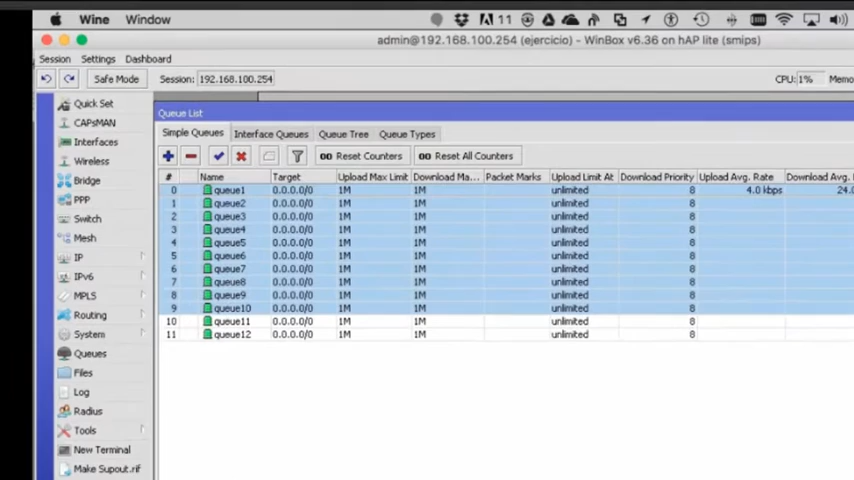 Wine Window 11
admin@192.168.100.254 (ejercicio) - WinBox v6.36 on hAP lite (smips)
Session Settings Dashboard
Safe Mode Session: 192.168.100.254 CPU: 1% Memo
Quick Set
CAPsMAN
Interfaces
Wireless
Bridge
PPP
Switch
Mesh
IP
IPv6
MPLS
Routing
System
Queues
Files
Log
Radius
Tools
New Terminal
Make Supout.rif
Queue List
Simple Queues Interface Queues Queue Tree Queue Types
00 Reset Counters 00 Reset All Counters
# Name Target Upload Max Limit Download Ma... Packet Marks Upload Limit At Download Priority Upload Avg. Rate Download Avg.
0 queue1 0.0.0.0/0 1M 1M unlimited 8 4.0 kbps 24.0
1 queue2 0.0.0.0/0 1M 1M unlimited 8
2 queue3 0.0.0.0/0 1M 1M unlimited 8
3 queue4 0.0.0.0/0 1M 1M unlimited 8
4 queue5 0.0.0.0/0 1M 1M unlimited 8
5 queue6 0.0.0.0/0 1M 1M unlimited 8
6 queue7 0.0.0.0/0 1M 1M unlimited 8
7 queue8 0.0.0.0/0 1M 1M unlimited 8
8 queue9 0.0.0.0/0 1M 1M unlimited 8
9 queue10 0.0.0.0/0 1M 1M unlimited 8
10 queue11 0.0.0.0/0 1M 1M unlimited 8
11 queue12 0.0.0.0/0 1M 1M unlimited 8